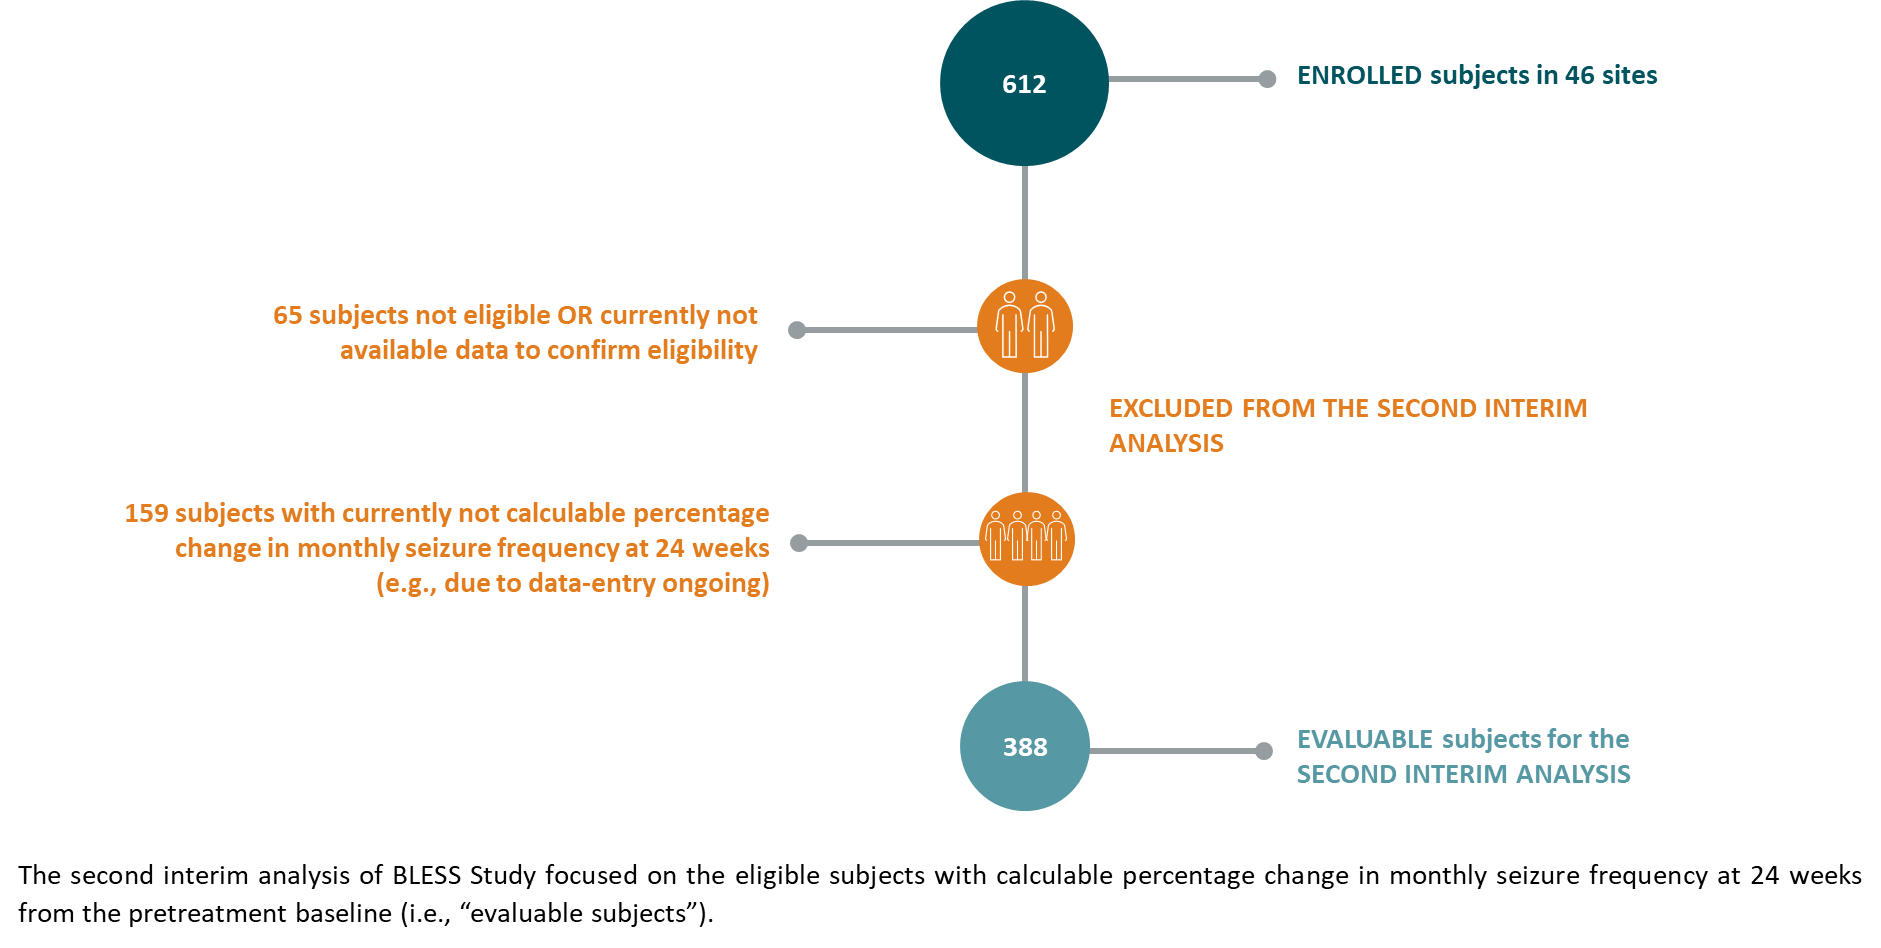 612
ENROLLED subjects in 46 sites
65 subjects not eligible OR currently not
available data to confirm eligibility
EXCLUDED FROM THE SECOND INTERIM
ANALYSIS
159 subjects with currently not calculable percentage
change in monthly seizure frequency at 24 weeks
(e.g., due to data-entry ongoing)
388
EVALUABLE subjects for the
SECOND INTERIM ANALYSIS
The second interim analysis of BLESS Study focused on the eligible subjects with calculable percentage change in monthly seizure frequency at 24 weeks
from the pretreatment baseline (i.e., “evaluable subjects”).